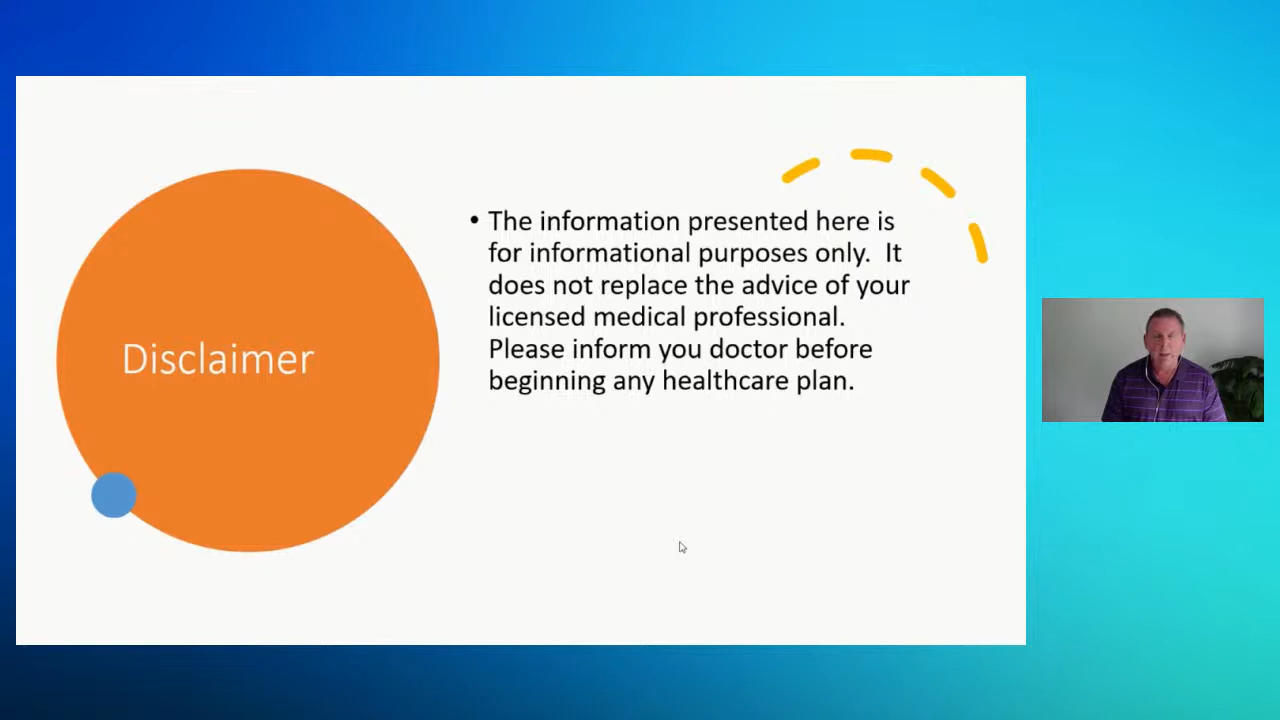 Disclaimer
• The information presented here is
for informational purposes only.  It
does not replace the advice of your
licensed medical professional.
Please inform you doctor before
beginning any healthcare plan.